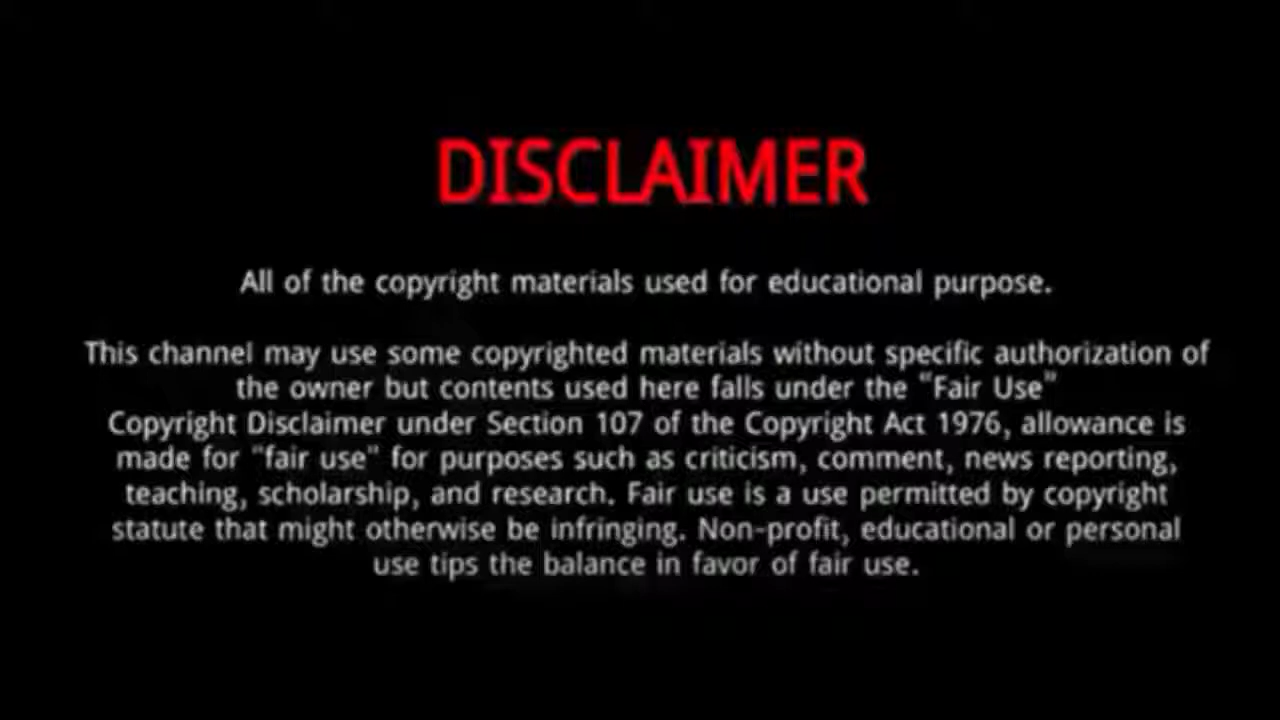 DISCLAIMER
All of the copyright materials used for educational purpose.
This channel may use some copyrighted materials without specific authorization of
the owner but contents used here falls under the "Fair Use"
Copyright Disclaimer under Section 107 of the Copyright Act 1976, allowance is
made for "fair use" for purposes such as criticism, comment, news reporting,
teaching, scholarship, and research. Fair use is a use permitted by copyright
statute that might otherwise be infringing. Non-profit, educational or personal
use tips the balance in favor of fair use.